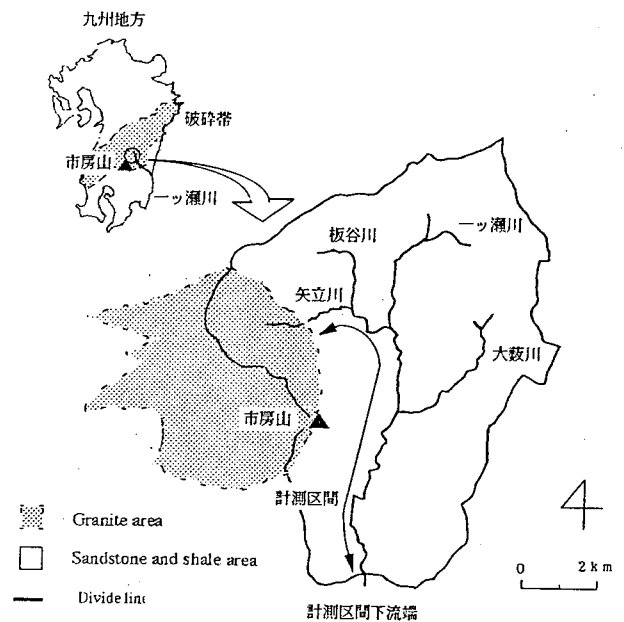 九州地方
破砕帯
市房山
一ッ瀬川
板谷川
一ッ瀬川
矢立川
大薮川
市房山
計測区間
Granite area
Sandstone and shale area
Divide line
0 2 km
計測区間下流端